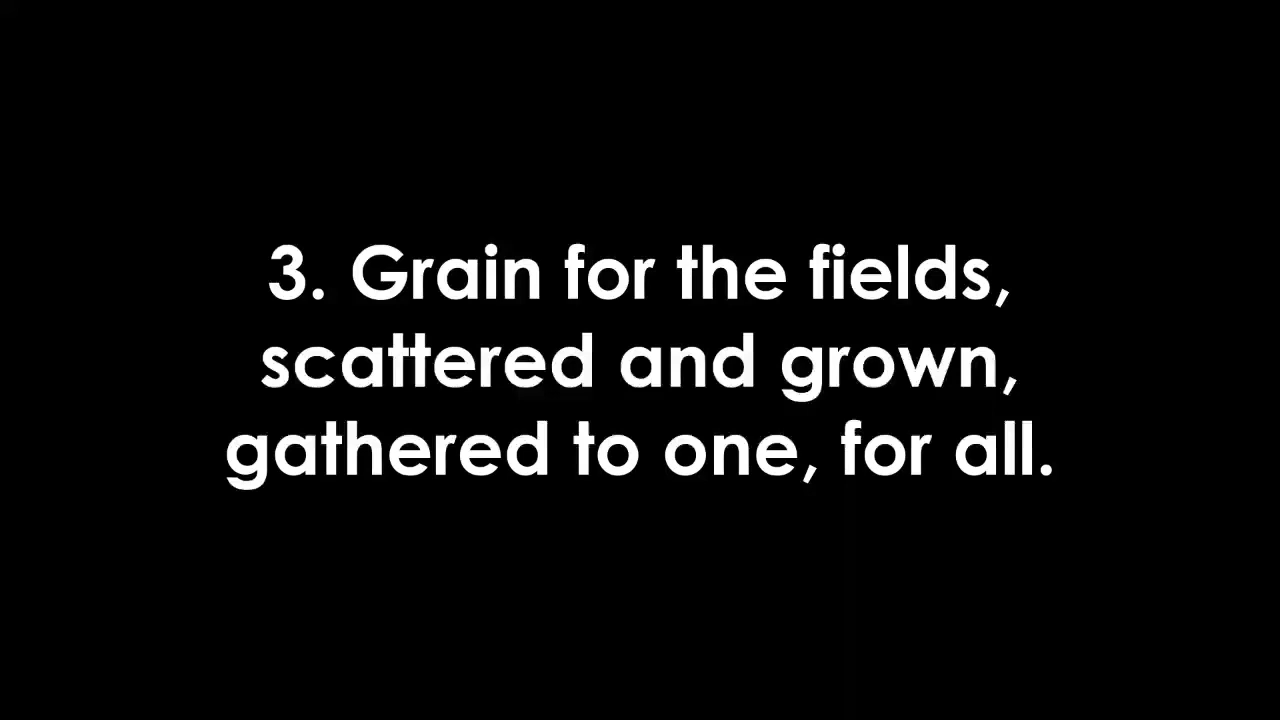 3. Grain for the fields,
scattered and grown,
gathered to one, for all.